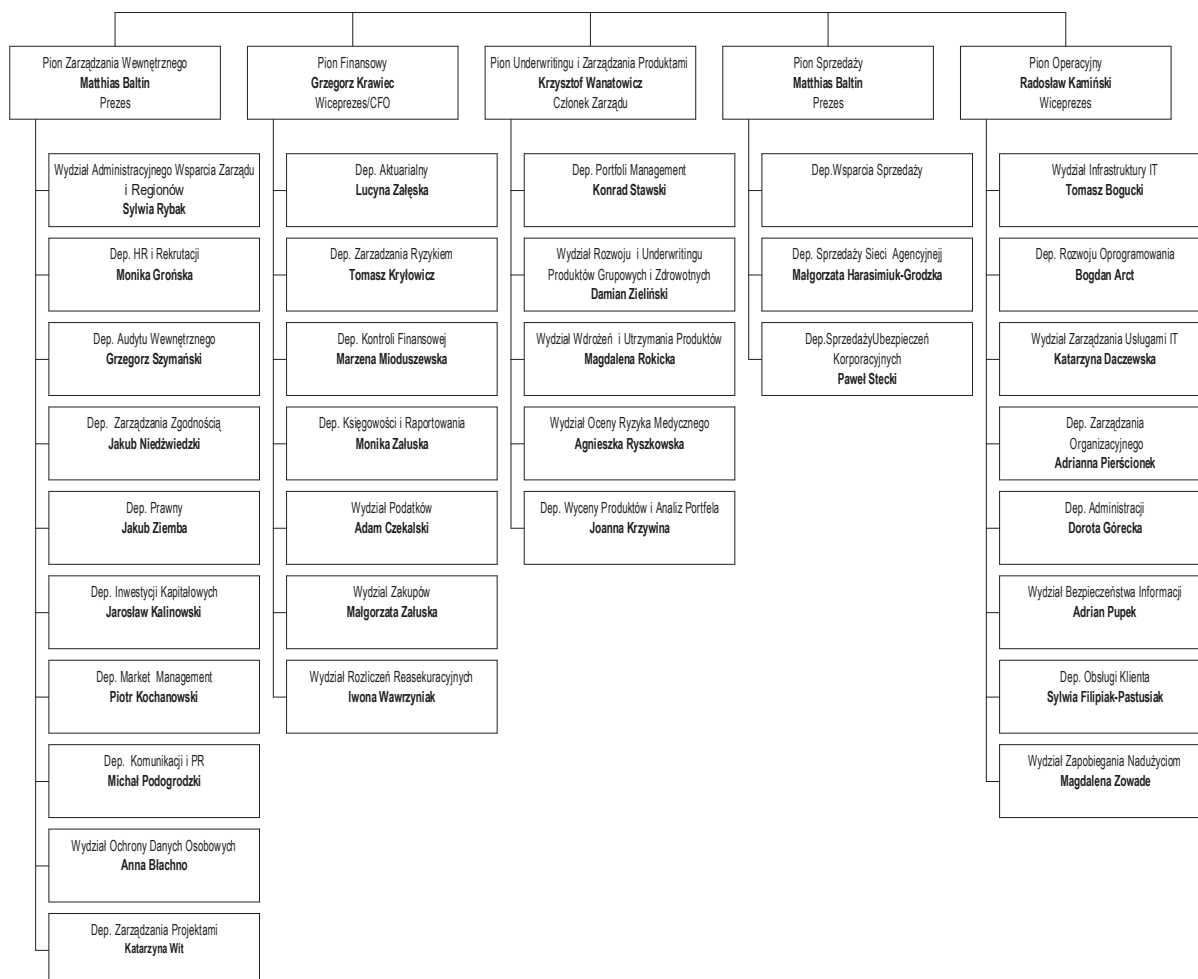 Pion Zarządzania Wewnętrznego
Matthias Baltin
Prezes
Pion Finansowy
Grzegorz Krawiec
Wiceprezes/CFO
Pion Underwritingu i Zarządzania Produktami
Krzysztof Wanatowicz
Członek Zarządu
Pion Sprzedaży
Matthias Baltin
Prezes
Pion Operacyjny
Radosław Kamiński
Wiceprezes
Wydział Administracyjnego Wsparcia Zarządu
i Regionów
Sylwia Rybak
Dep. HR i Rekrutacji
Monika Grońska
Dep. Audytu Wewnętrznego
Grzegorz Szymański
Dep. Zarządzania Zgodnością
Jakub Niedźwiedzki
Dep. Prawny
Jakub Ziemba
Dep. Inwestycji Kapitałowych
Jarosław Kalinowski
Dep. Market Management
Piotr Kochanowski
Dep. Komunikacji i PR
Michał Podogrodzki
Wydział Ochrony Danych Osobowych
Anna Błachno
Dep. Zarządzania Projektami
Katarzyna Wit
Dep. Aktuarialny
Lucyna Załęska
Dep. Zarzadzania Ryzykiem
Tomasz Kryłowicz
Dep. Kontroli Finansowej
Marzena Mioduszewska
Dep. Księgowości i Raportowania
Monika Załuska
Wydział Podatków
Adam Czekalski
Wydzial Zakupów
Małgorzata Załuska
Wydział Rozliczeń Reasekuracyjnych
Iwona Wawrzyniak
Dep. Portfoli Management
Konrad Stawski
Wydział Rozwoju i Underwritingu
Produktów Grupowych i Zdrowotnych
Damian Zieliński
Wydział Wdrożeń i Utrzymania Produktów
Magdalena Rokicka
Wydział Oceny Ryzyka Medycznego
Agnieszka Ryszkowska
Dep. Wyceny Produktów i Analiz Portfela
Joanna Krzywina
Dep.Wsparcia Sprzedaży
Dep. Sprzedaży Sieci Agencyjnejj
Małgorzata Harasimiuk-Grodzka
Dep.SprzedażyUbezpieczeń
Korporacyjnych
Paweł Stecki
Wydział Infrastruktury IT
Tomasz Bogucki
Dep. Rozwoju Oprogramowania
Bogdan Arct
Wydział Zarządzania Usługami IT
Katarzyna Daczewska
Dep. Zarządzania
Organizacyjnego
Adrianna Pierścionek
Dep. Administracji
Dorota Górecka
Wydział Bezpieczeństwa Informacji
Adrian Pupek
Dep. Obsługi Klienta
Sylwia Filipiak-Pastusiak
Wydział Zapobiegania Nadużyciom
Magdalena Zowade